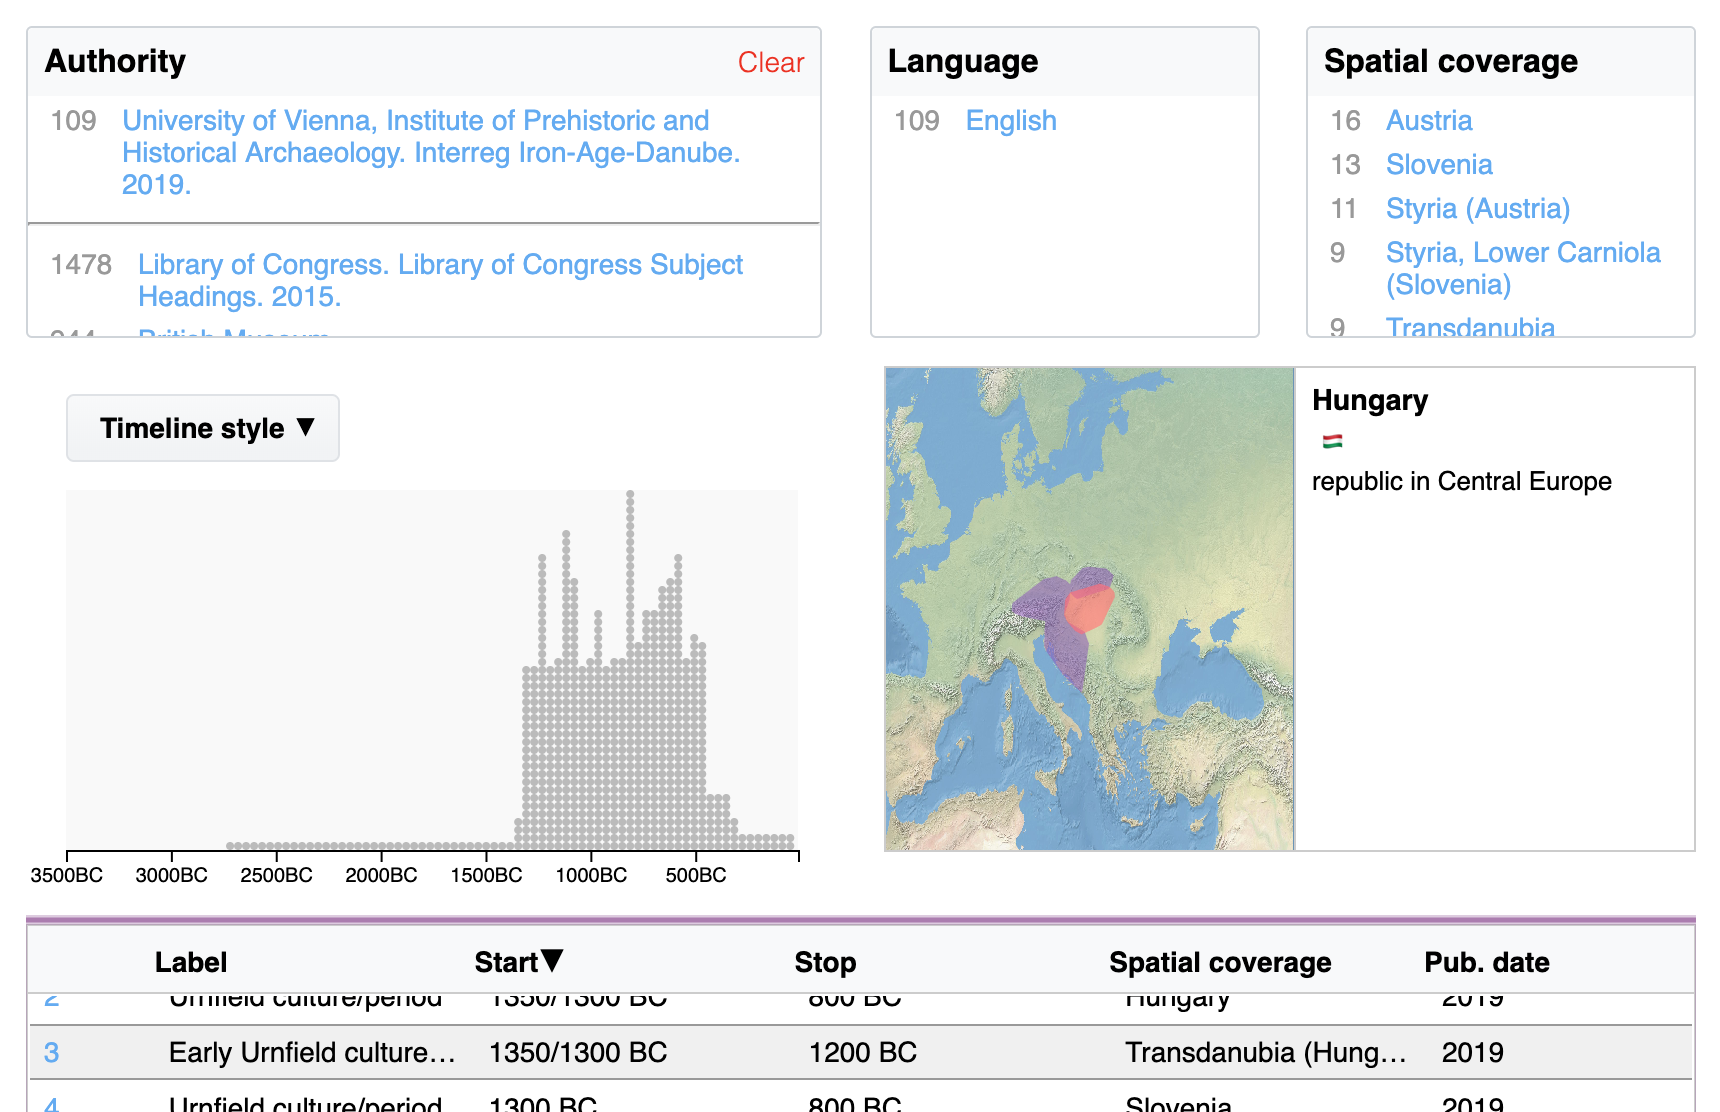 Authority
Clear
109 University of Vienna, Institute of Prehistoric and
Historical Archaeology. Interreg Iron-Age-Danube.
2019.
1478 Library of Congress. Library of Congress Subject
Headings. 2015.
British Museum
Language
109 English
Spatial coverage
16 Austria
13 Slovenia
11 Styria (Austria)
9 Styria, Lower Carniola
(Slovenia)
9 Transdanubia
Timeline style ▼
3500BC 3000BC 2500BC 2000BC 1500BC 1000BC 500BC
Hungary
republic in Central Europe
Label Start▼ Stop Spatial coverage Pub. date
2 Urnfield culture/period 1350/1300 BC 800 BC Hungary 2019
3 Early Urnfield culture… 1350/1300 BC 1200 BC Transdanubia (Hung… 2019
4 Urnfield culture/period 1300 BC 800 BC Slovenia 2019